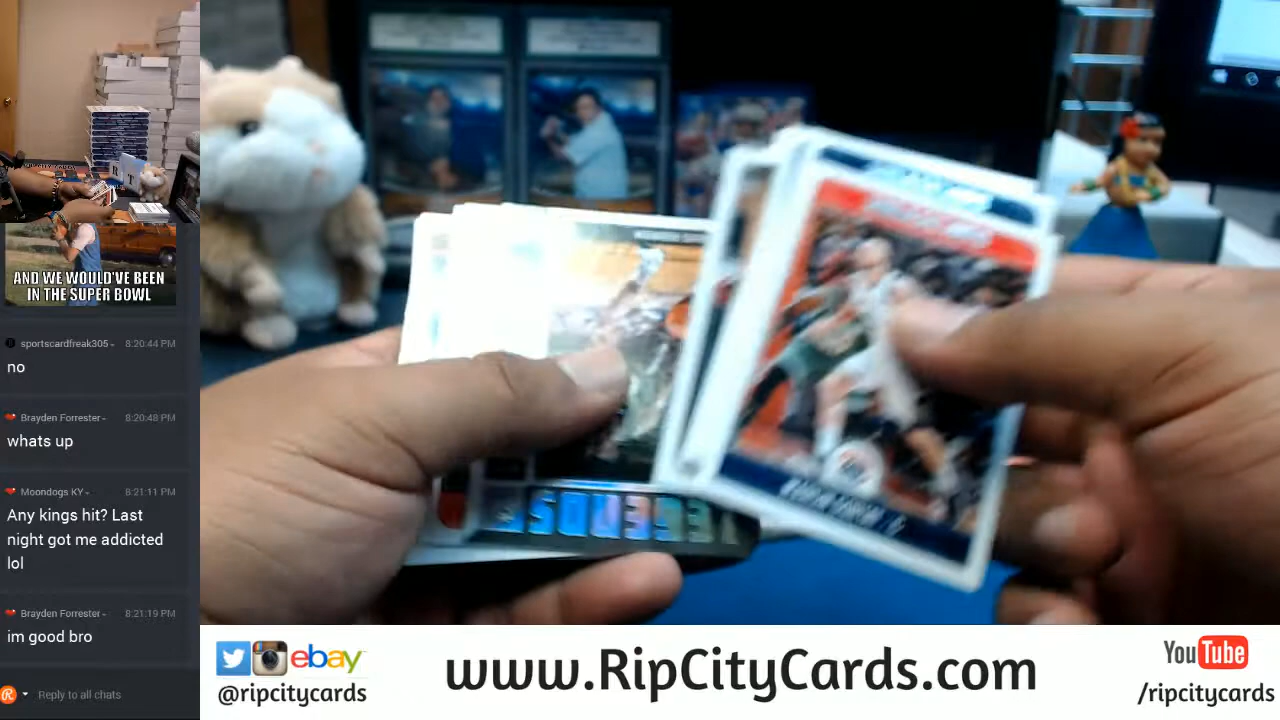 AND WE WOULD'VE BEEN
IN THE SUPER BOWL
sportscardfreak305
8:20:44 PM
no
Brayden Forrester
8:20:48 PM
whats up
Moondogs KY
8:21:11 PM
Any kings hit? Last
night got me addicted
lol
Brayden Forrester
8:21:19 PM
im good bro
R
Reply to all chats
ebay
@ripcitycards
www.RipCityCards.com
YouTube
/ripcitycards